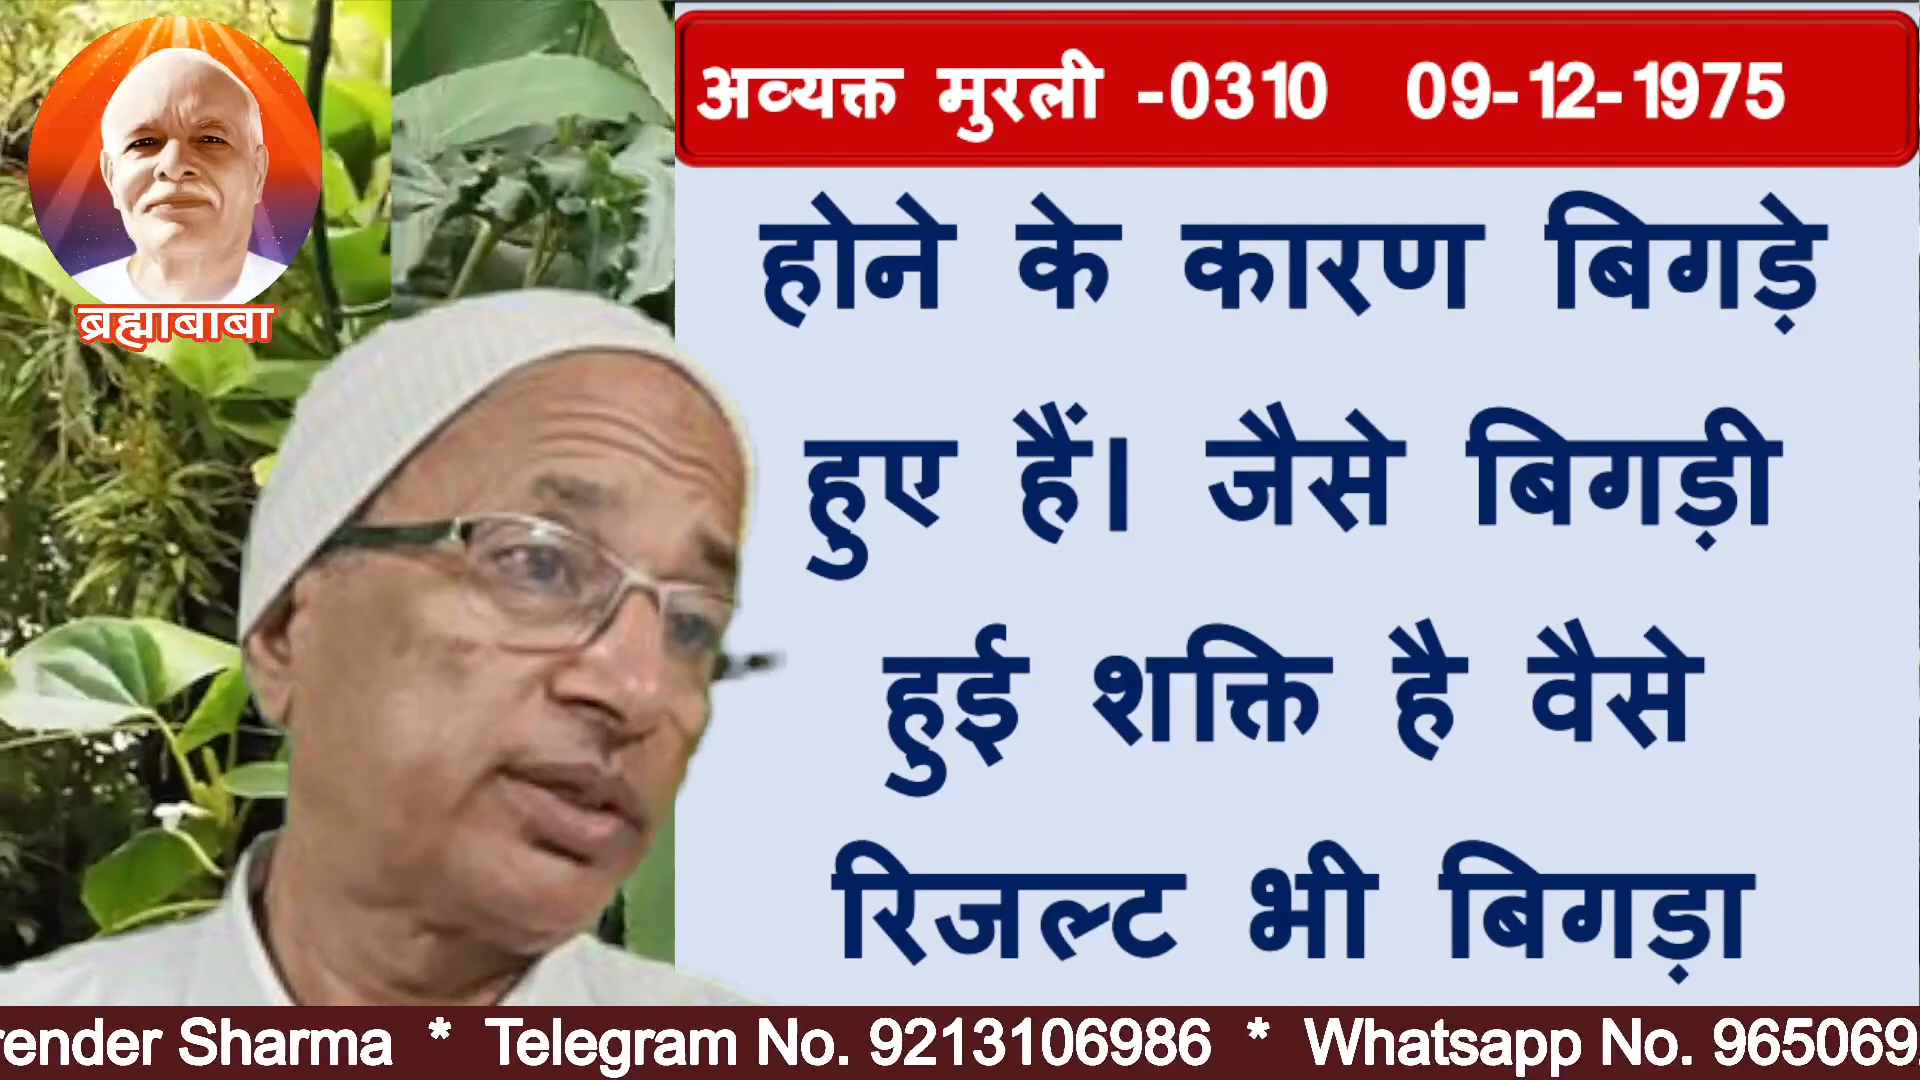 अव्यक्त मुरली -0310 09-12-1975
ब्रह्माबाबा
होने के कारण बिगड़े
हुए हैं। जैसे बिगड़ी
हुई शक्ति है वैसे
रिजल्ट भी बिगड़ा
render Sharma * Telegram No. 9213106986 * Whatsapp No. 965069